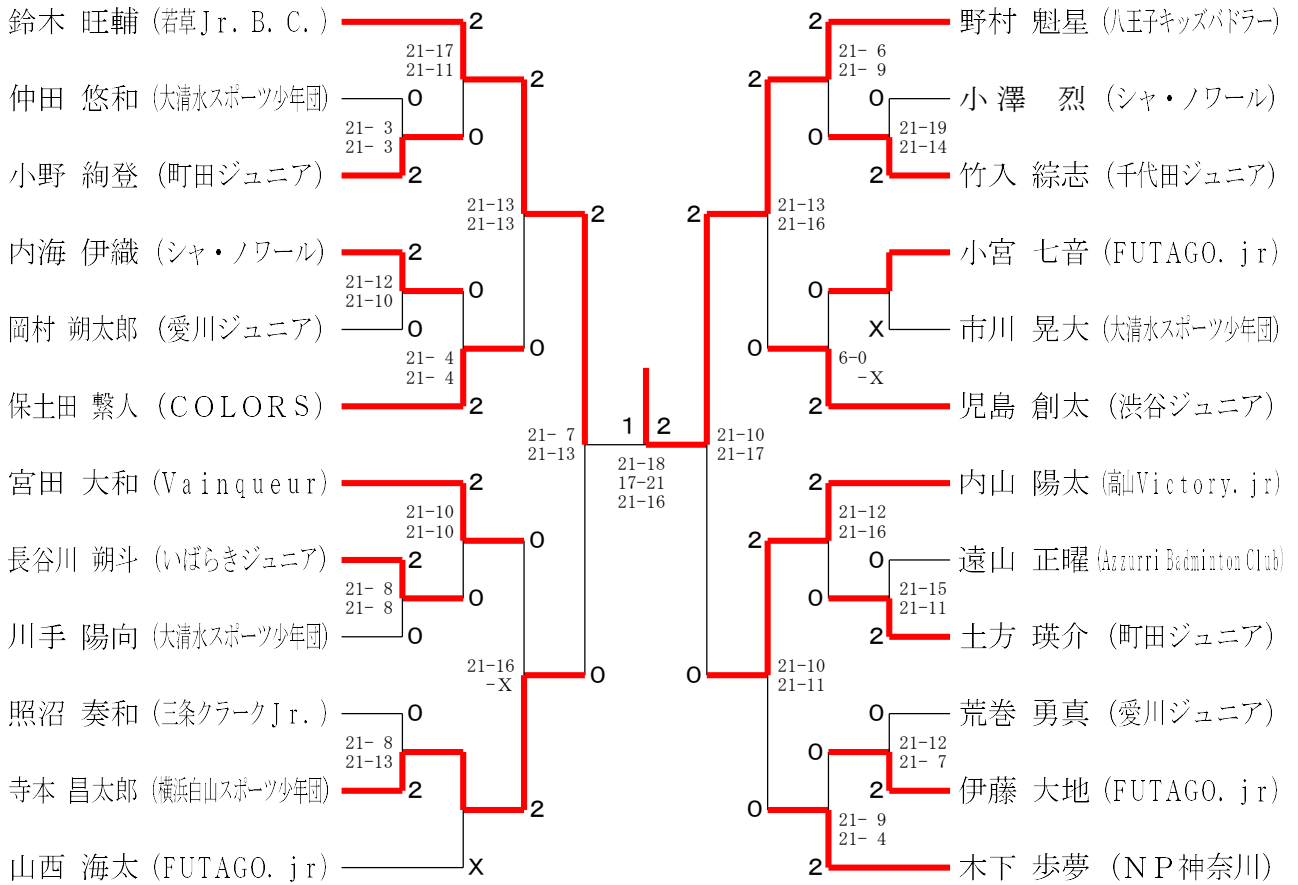 鈴木 旺輔 (若草Jr.B.C.)
仲田 悠和 (大清水スポーツ少年団)
小野 絢登 (町田ジュニア)
内海 伊織 (シャ・ノワール)
岡村 朔太郎 (愛川ジュニア)
保土田 繋人 (COLORS)
宮田 大和 (Vainqueur)
長谷川 朔斗 (いばらきジュニア)
川手 陽向 (大清水スポーツ少年団)
照沼 奏和 (三条クラークJr.)
寺本 昌太郎 (横浜白山スポーツ少年団)
山西 海太 (FUTAGO.jr)
2
21-17
21-11
0
21- 3
21- 3
2
0
2
2
21-12
21-10
0
0
21- 4
21- 4
2
0
21-13
21-13
2
2
21-10
21-10
2
21- 8
21- 8
0
0
0
0
21- 8
21-13
2
X
2
21-16
-X
0
21- 7
21-13
1
2
21-18
17-21
21-16
2
21-10
21-17
0
2
21-13
21-16
0
2
21- 6
21- 9
0
0
21-19
21-14
2
0
X
6-0
-X
2
2
21-10
21-11
0
2
21-12
21-16
0
0
21-15
21-11
2
0
0
21-12
21- 7
2
21- 9
21- 4
2
野村 魁星 (八王子キッズバドラー)
小澤 烈 (シャ・ノワール)
竹入 綜志 (千代田ジュニア)
小宮 七音 (FUTAGO.jr)
市川 晃大 (大清水スポーツ少年団)
児島 創太 (渋谷ジュニア)
内山 陽太 (高山Victory.jr)
遠山 正曜 (Azzurri Badminton Club)
土方 瑛介 (町田ジュニア)
荒巻 勇真 (愛川ジュニア)
伊藤 大地 (FUTAGO.jr)
木下 歩夢 (NP神奈川)